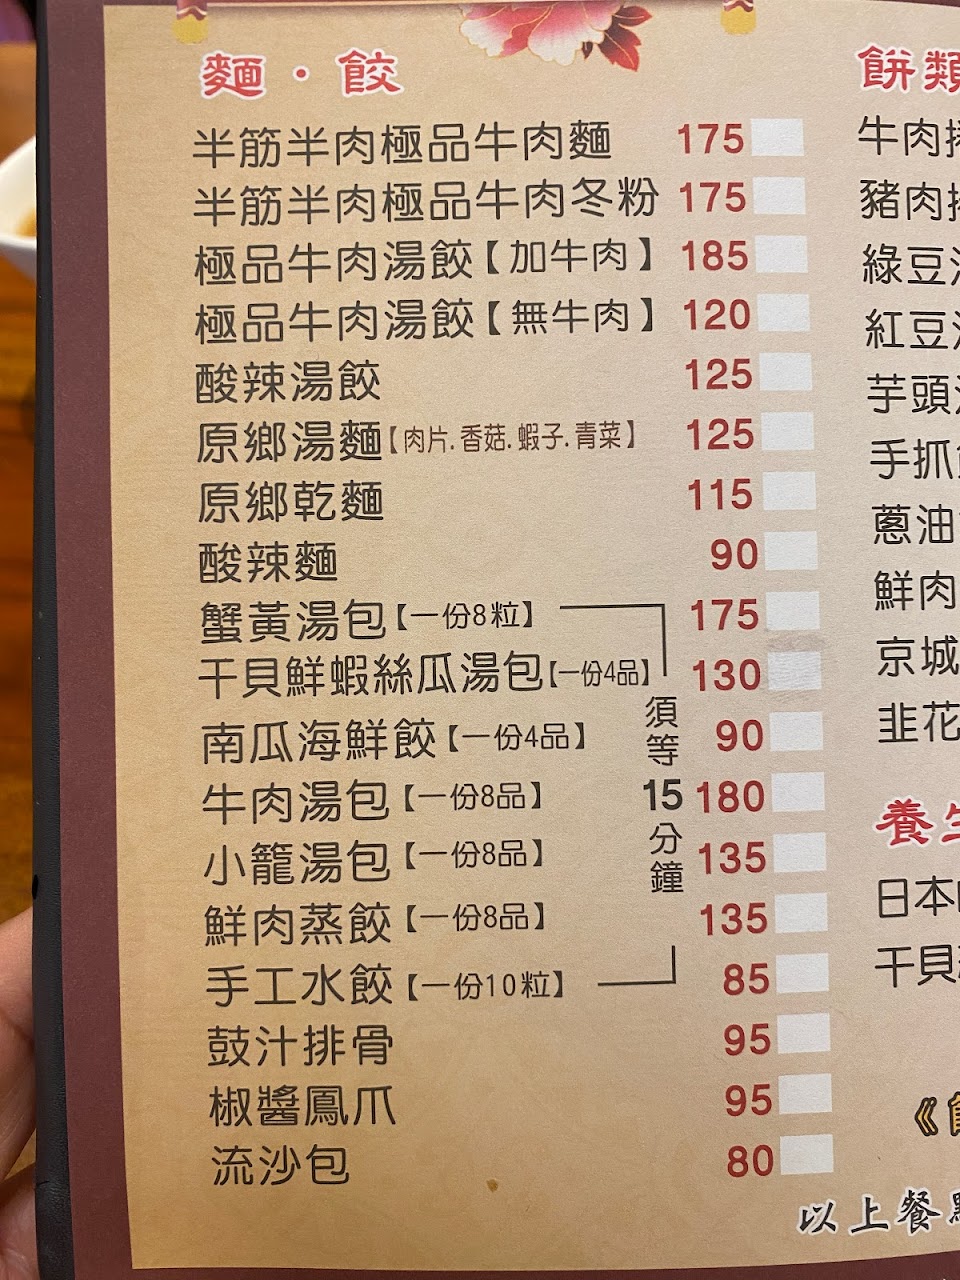 麵·餃
半筋半肉極品牛肉麵 175
半筋半肉極品牛肉冬粉 175
極品牛肉湯餃【加牛肉】 185
極品牛肉湯餃【無牛肉】 120
酸辣湯餃 125
原鄉湯麵【肉片.香菇.蝦子.青菜】 125
原鄉乾麵 115
酸辣麵 90
蟹黃湯包【一份8粒】 175
干貝鮮蝦絲瓜湯包【一份4品】 130
南瓜海鮮餃【一份4品】 90
牛肉湯包【一份8品】 180
小籠湯包【一份8品】 135
鮮肉蒸餃【一份8品】 135
手工水餃【一份10粒】 85
須等15分鐘
鼓汁排骨 95
椒醬鳳爪 95
流沙包 80
餅類
牛肉
豬肉
綠豆
紅豆
芋頭
手抓
蔥油
鮮肉
京城
韭花
養生
日本
干貝
《
以上餐點